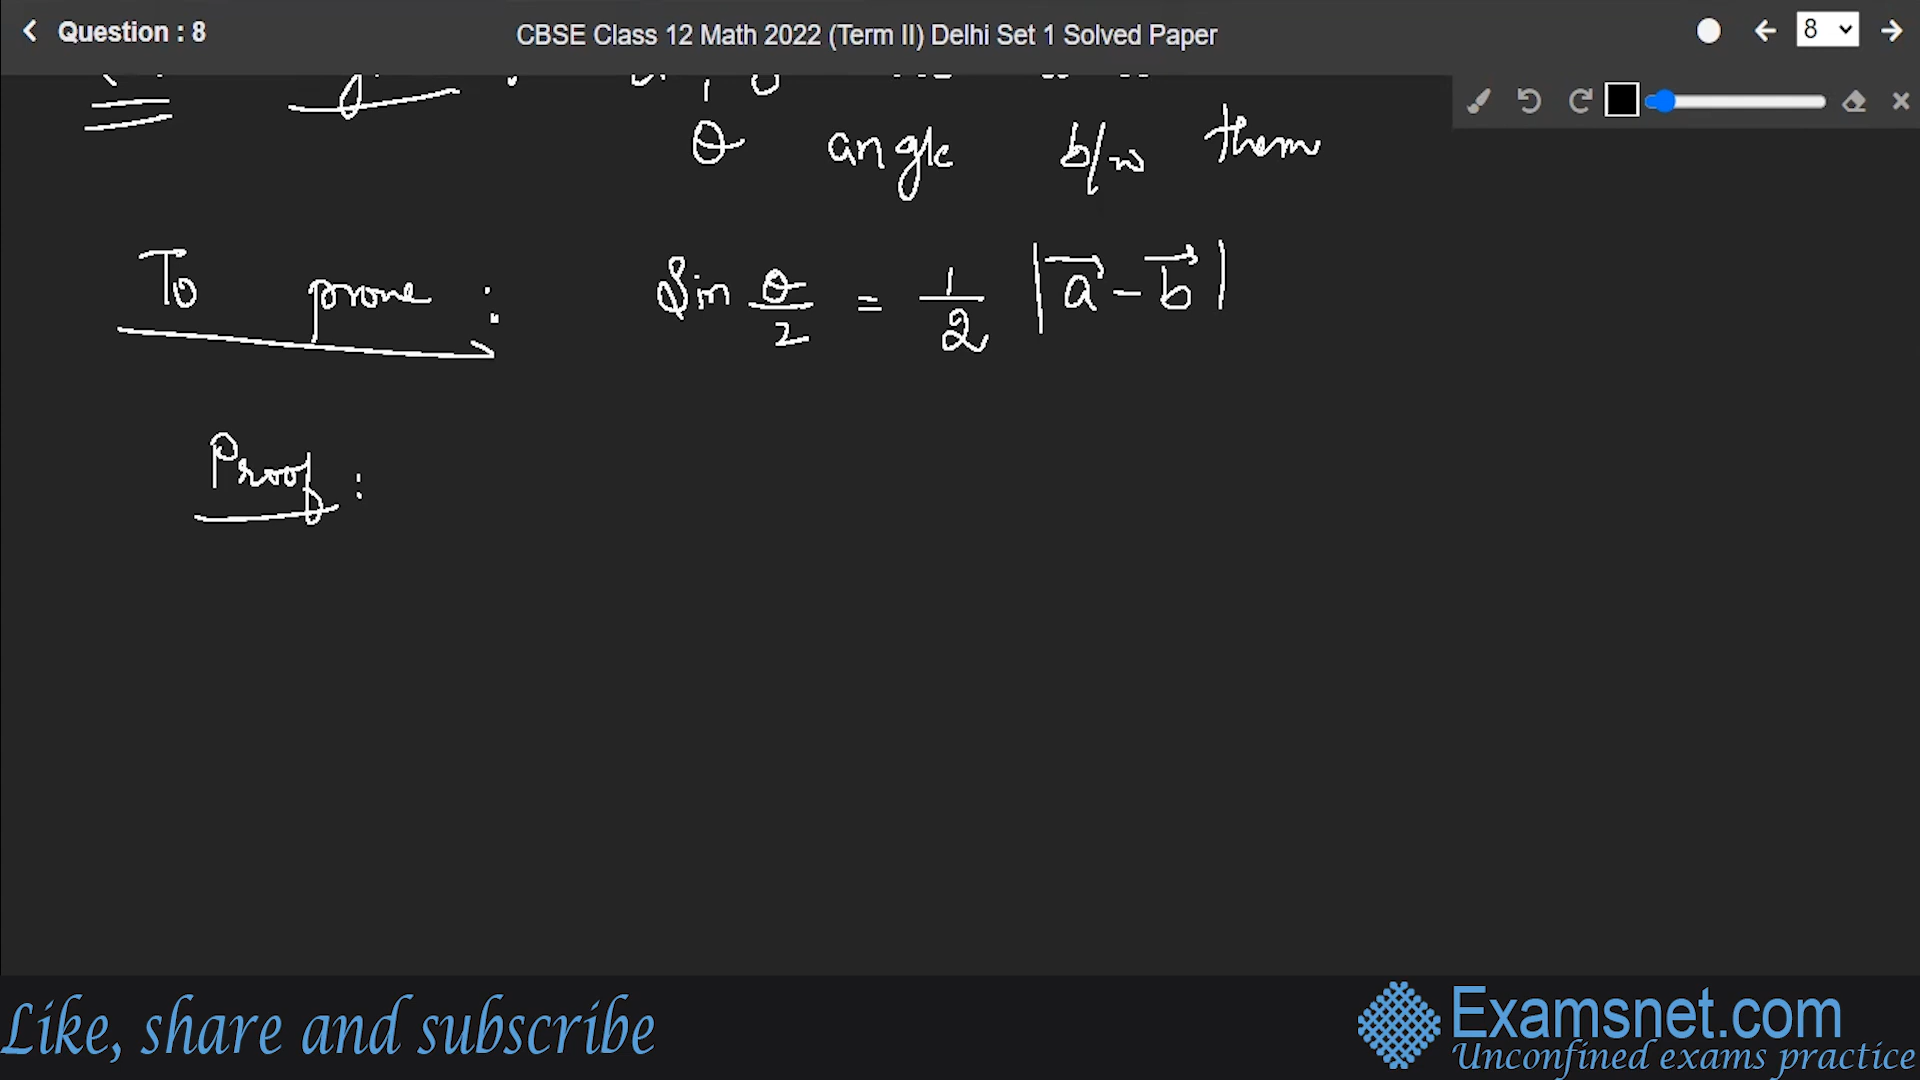 Question : 8
CBSE Class 12 Math 2022 (Term II) Delhi Set 1 Solved Paper
8
θ angle b/w them
To prove : Sin θ/2 = 1/2 |a⃗ - b⃗|
Proof :
Like, share and subscribe
Examsnet.com
Unconfined exams practice